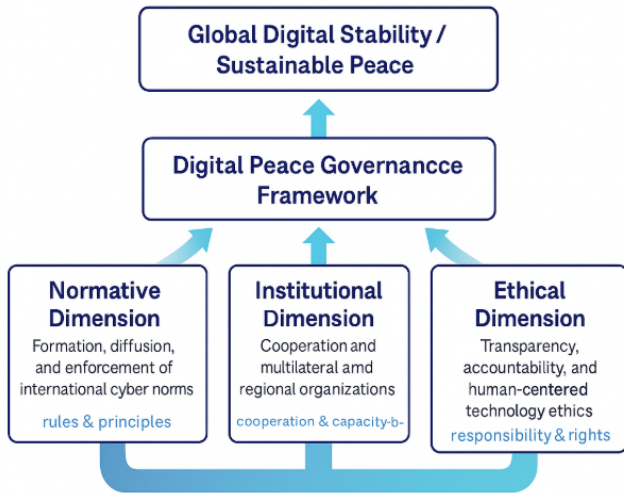 Global Digital Stability /
Sustainable Peace
Digital Peace Governancce
Framework
Normative
Dimension
Formation, diffusion,
and enforcement of
international cyber norms
rules & principles
Institutional
Dimension
Cooperation and
multilateral amd
regional organizations
cooperation & capacity-b-
Ethical
Dimension
Transparency,
accountability, and
human-centered
technology ethics
responsibility & rights